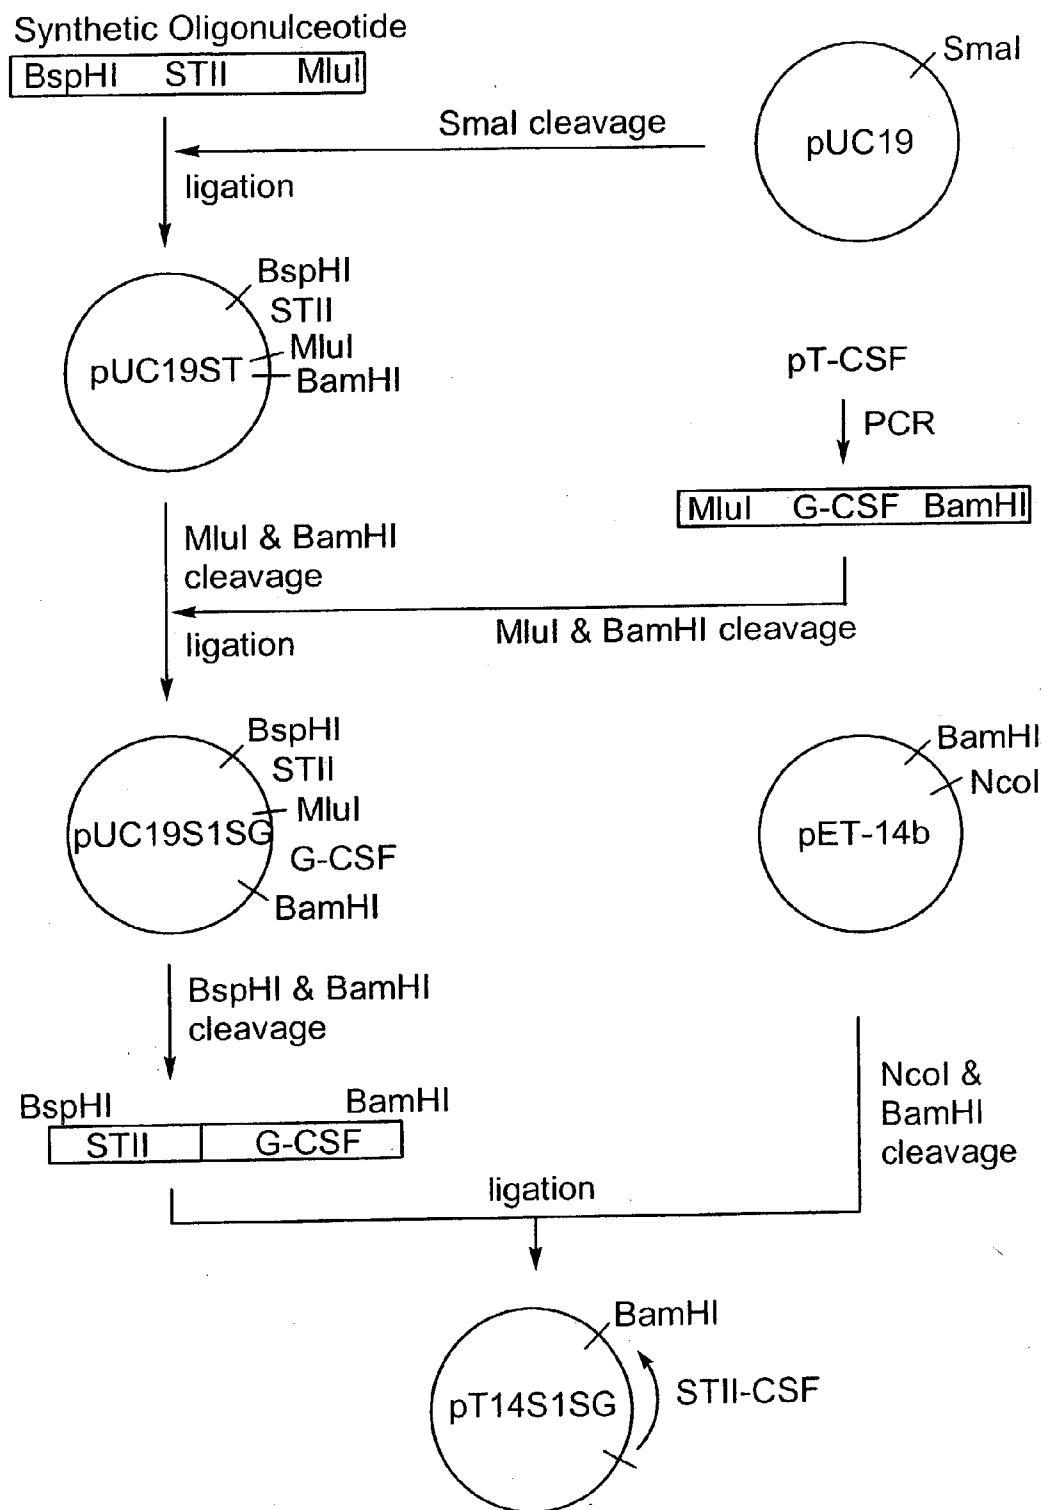 Synthetic Oligonulceotide
BspHI STII MluI
SmaI
pUC19
SmaI cleavage
ligation
BspHI
STII
MluI
BamHI
pUC19ST
pT-CSF
PCR
MluI G-CSF BamHI
MluI & BamHI
cleavage
MluI & BamHI cleavage
ligation
BspHI
STII
MluI
pUC19S1SG
G-CSF
BamHI
BamHI
NcoI
pET-14b
BspHI & BamHI
cleavage
BspHI BamHI
STII G-CSF
NcoI &
BamHI
cleavage
ligation
BamHI
STII-CSF
pT14S1SG